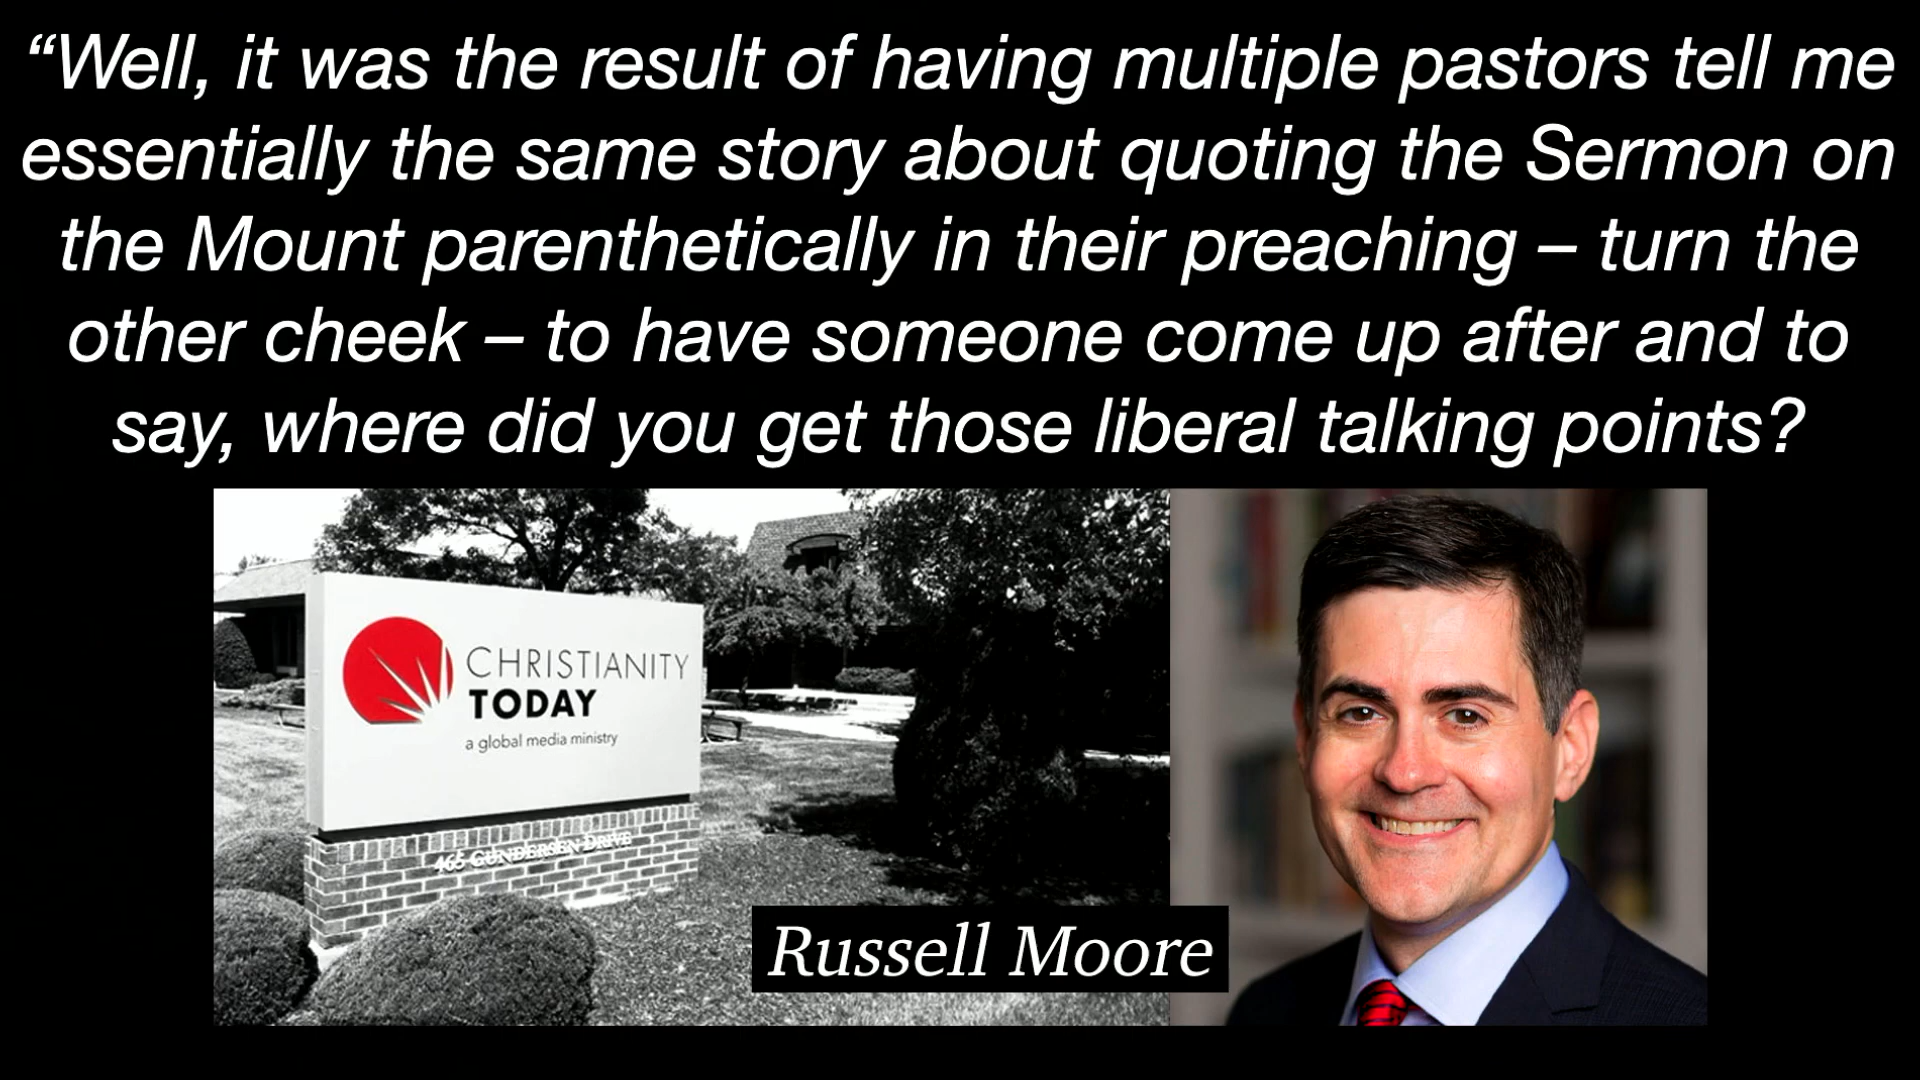 “Well, it was the result of having multiple pastors tell me
essentially the same story about quoting the Sermon on
the Mount parenthetically in their preaching – turn the
other cheek – to have someone come up after and to
say, where did you get those liberal talking points?
CHRISTIANITY
TODAY
a global media ministry
465 GUNDERSEN DRIVE
Russell Moore